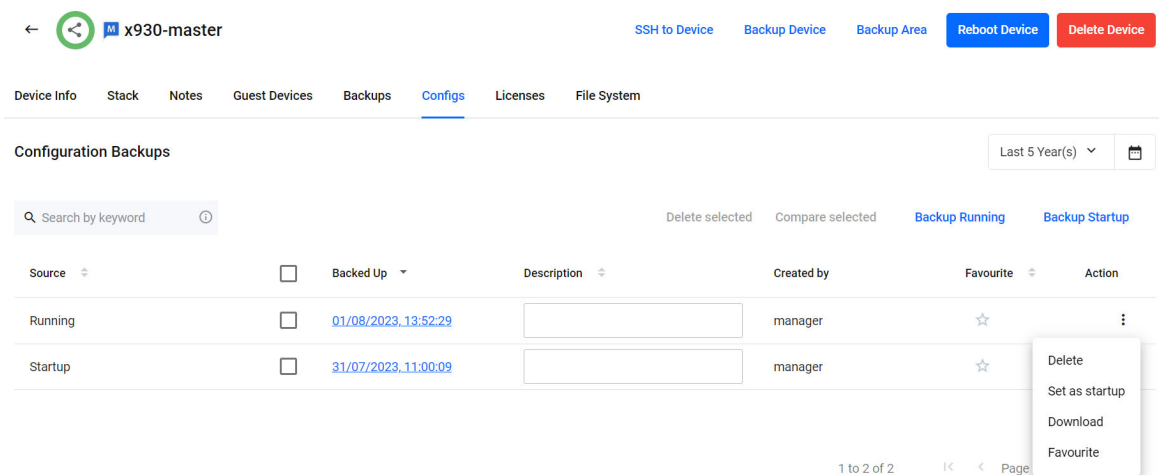 M x930-master SSH to Device Backup Device Backup Area Reboot Device Delete Device
Device Info Stack Notes Guest Devices Backups Configs Licenses File System
Configuration Backups Last 5 Year(s)
Search by keyword Delete selected Compare selected Backup Running Backup Startup
Source Backed Up Description Created by Favourite Action
Running 01/08/2023, 13:52:29 manager
Startup 31/07/2023, 11:00:09 manager
Delete
Set as startup
Download
Favourite
1 to 2 of 2 Page